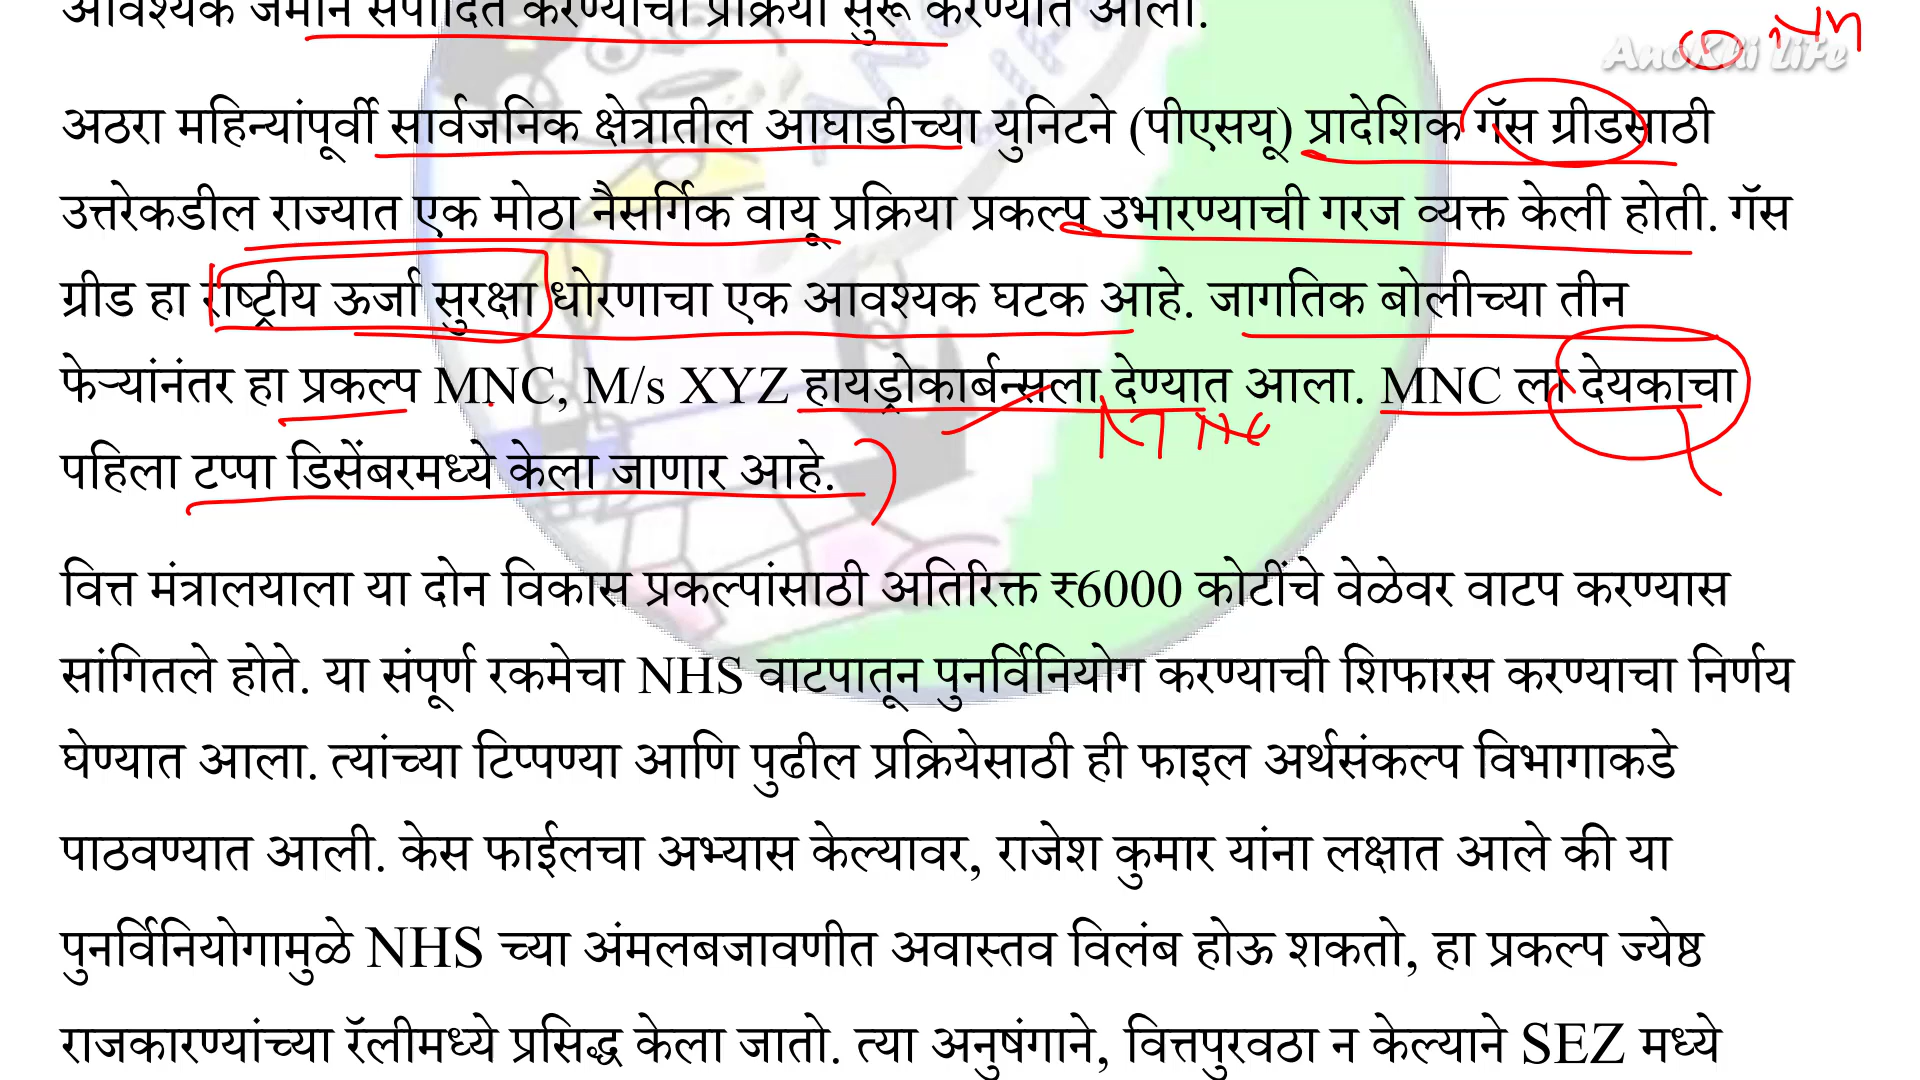 आवश्यक जमीन संपादित करण्याची प्रक्रिया सुरू करण्यात आली.
Anokhi Life
अठरा महिन्यांपूर्वी सार्वजनिक क्षेत्रातील आघाडीच्या युनिटने (पीएसयू) प्रादेशिक गॅस ग्रीडसाठी
उत्तरेकडील राज्यात एक मोठा नैसर्गिक वायू प्रक्रिया प्रकल्प उभारण्याची गरज व्यक्त केली होती. गॅस
ग्रीड हा राष्ट्रीय ऊर्जा सुरक्षा धोरणाचा एक आवश्यक घटक आहे. जागतिक बोलीच्या तीन
फेऱ्यांनंतर हा प्रकल्प MNC, M/s XYZ हायड्रोकार्बन्सला देण्यात आला. MNC ला देयकाचा
पहिला टप्पा डिसेंबरमध्ये केला जाणार आहे.
वित्त मंत्रालयाला या दोन विकास प्रकल्पांसाठी अतिरिक्त ₹6000 कोटींचे वेळेवर वाटप करण्यास
सांगितले होते. या संपूर्ण रकमेचा NHS वाटपातून पुनर्विनियोग करण्याची शिफारस करण्याचा निर्णय
घेण्यात आला. त्यांच्या टिप्पण्या आणि पुढील प्रक्रियेसाठी ही फाइल अर्थसंकल्प विभागाकडे
पाठवण्यात आली. केस फाईलचा अभ्यास केल्यावर, राजेश कुमार यांना लक्षात आले की या
पुनर्विनियोगामुळे NHS च्या अंमलबजावणीत अवास्तव विलंब होऊ शकतो, हा प्रकल्प ज्येष्ठ
राजकारण्यांच्या रॅलीमध्ये प्रसिद्ध केला जातो. त्या अनुषंगाने, वित्तपुरवठा न केल्याने SEZ मध्ये